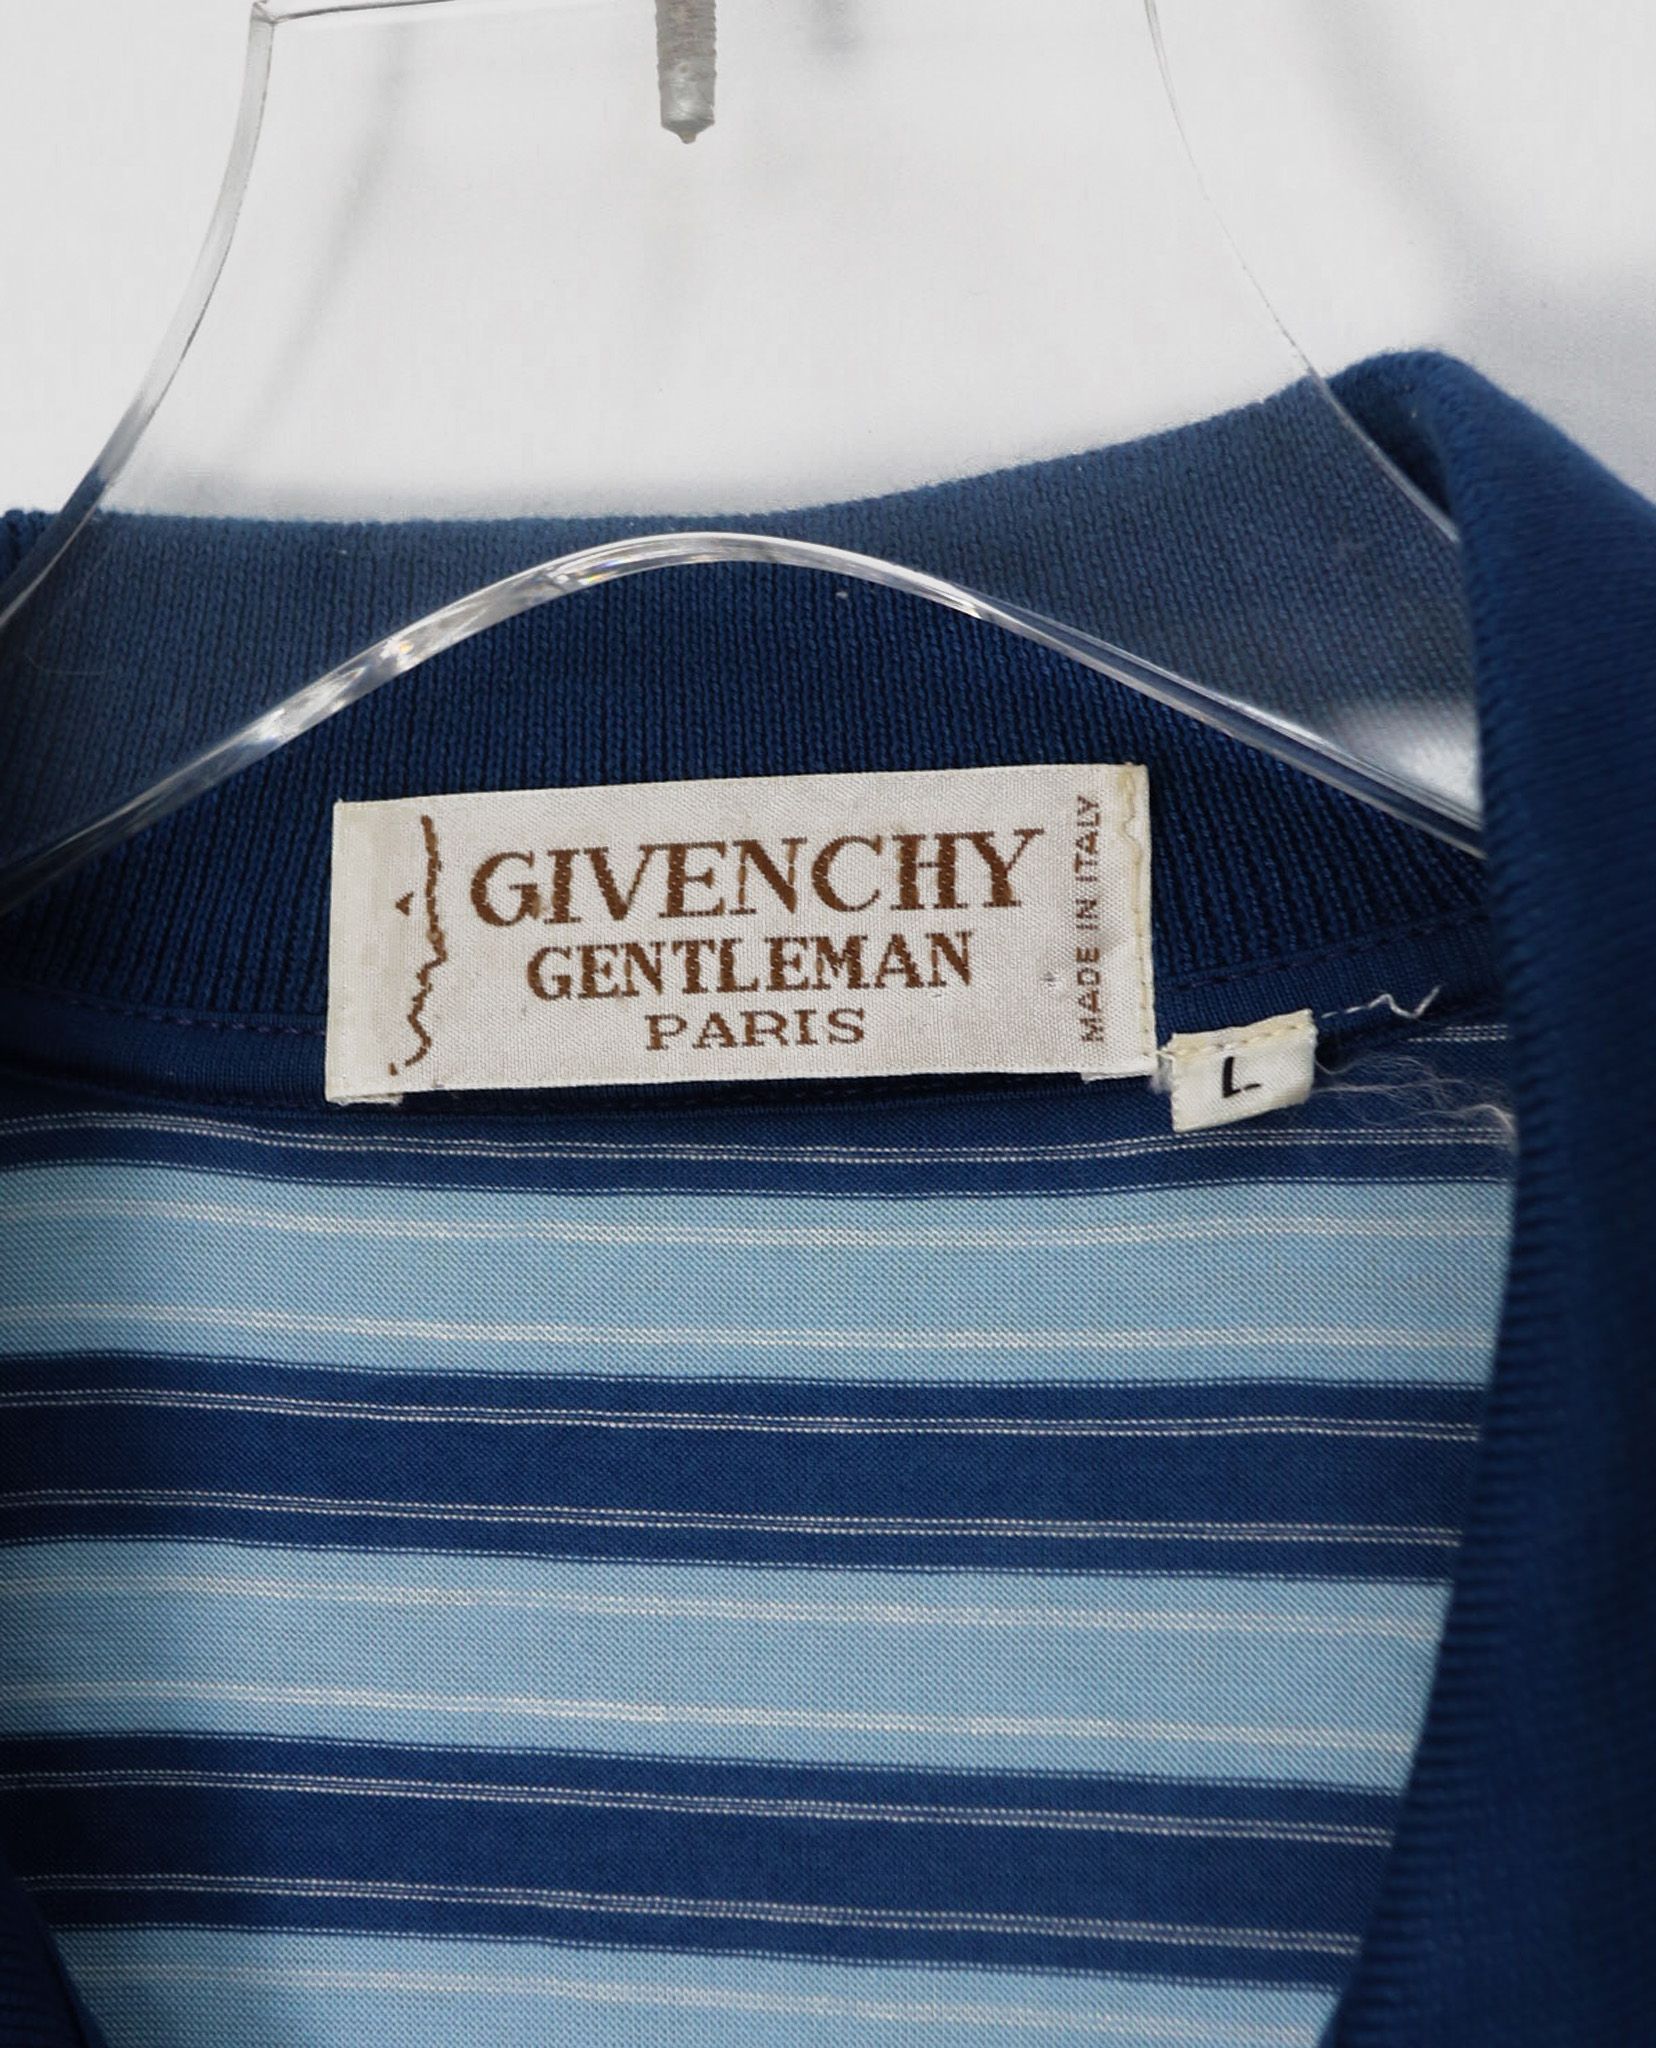 GIVENCHY
GENTLEMAN
PARIS
MADE IN ITALY
L